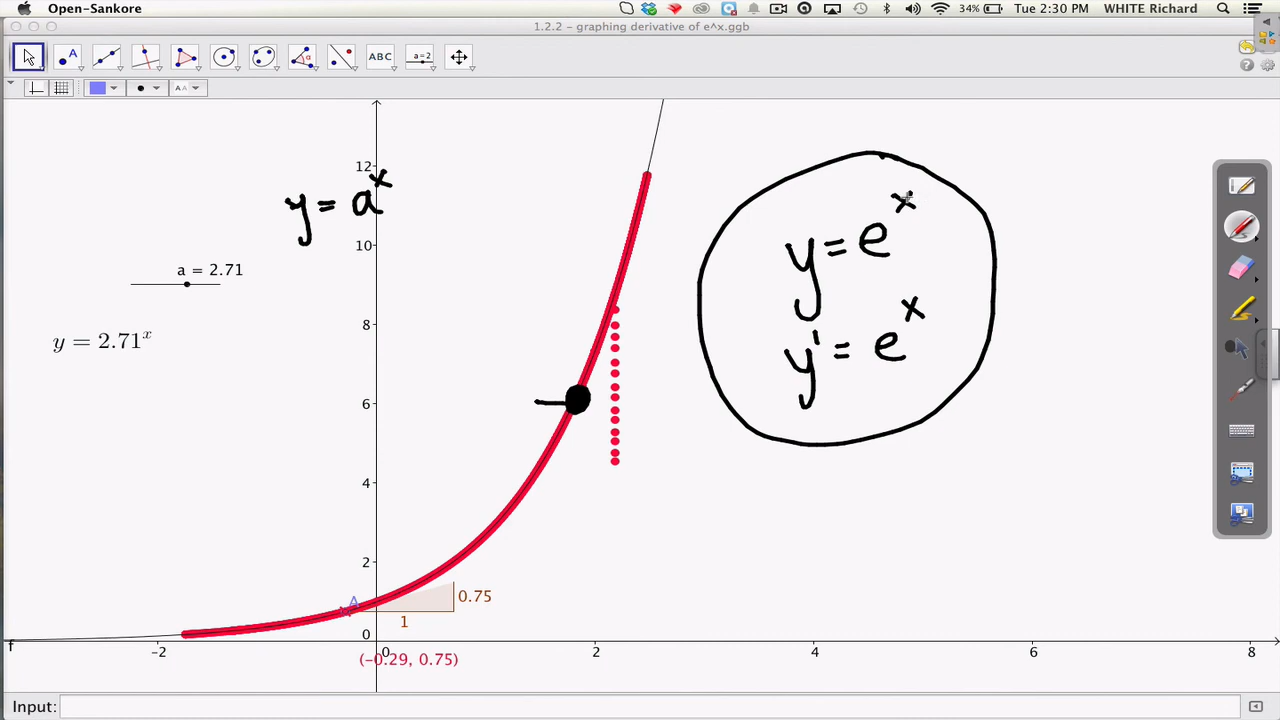 Open-Sankore
34%
Tue 2:30 PM
WHITE Richard
1.2.2 - graphing derivative of e^x.ggb
A
ABC
a=2
AA
12
y = a^x
y = e^x
10
a = 2.71
y = 2.71^x
8
y' = e^x
6
4
2
A
0.75
1
0
f
-2
0
2
4
6
8
(-0.29, 0.75)
Input: